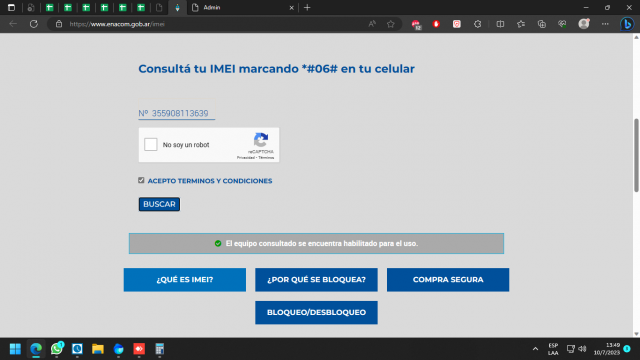 Admin
https://www.enacom.gob.ar/imei
Consultá tu IMEI marcando *#06# en tu celular
Nº 355908113639
No soy un robot
reCAPTCHA
Privacidad - Términos
ACEPTO TERMINOS Y CONDICIONES
BUSCAR
El equipo consultado se encuentra habilitado para el uso.
¿QUÉ ES IMEI?
¿POR QUÉ SE BLOQUEA?
COMPRA SEGURA
BLOQUEO/DESBLOQUEO
ESP
LAA
13:49
10/7/2023